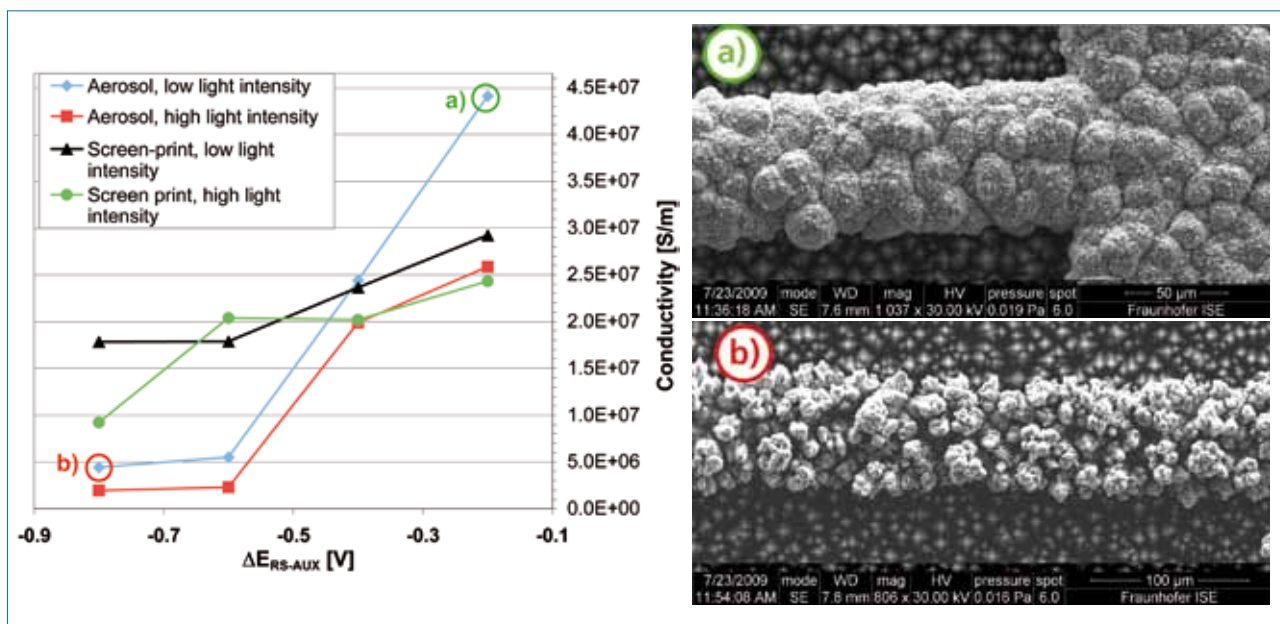 Aerosol, low light intensity
Aerosol, high light intensity
Screen-print, low light
intensity
Screen print, high light
intensity
a)
b)
4.5E+07
4.0E+07
3.5E+07
3.0E+07
2.5E+07
2.0E+07
1.5E+07
1.0E+07
5.0E+06
0.0E+00
Conductivity [S/m]
-0.9
-0.7
-0.5
-0.3
-0.1
ΔE RS-AUX [V]
a)
7/23/2009 mode WD mag HV pressure spot 50 µm
11:36:18 AM SE 7.6 mm 1 037 x 30.00 kV 0.019 Pa 6.0 Fraunhofer ISE
b)
7/23/2009 mode WD mag HV pressure spot 100 µm
11:54:08 AM SE 7.8 mm 806 x 30.00 kV 0.016 Pa 6.0 Fraunhofer ISE